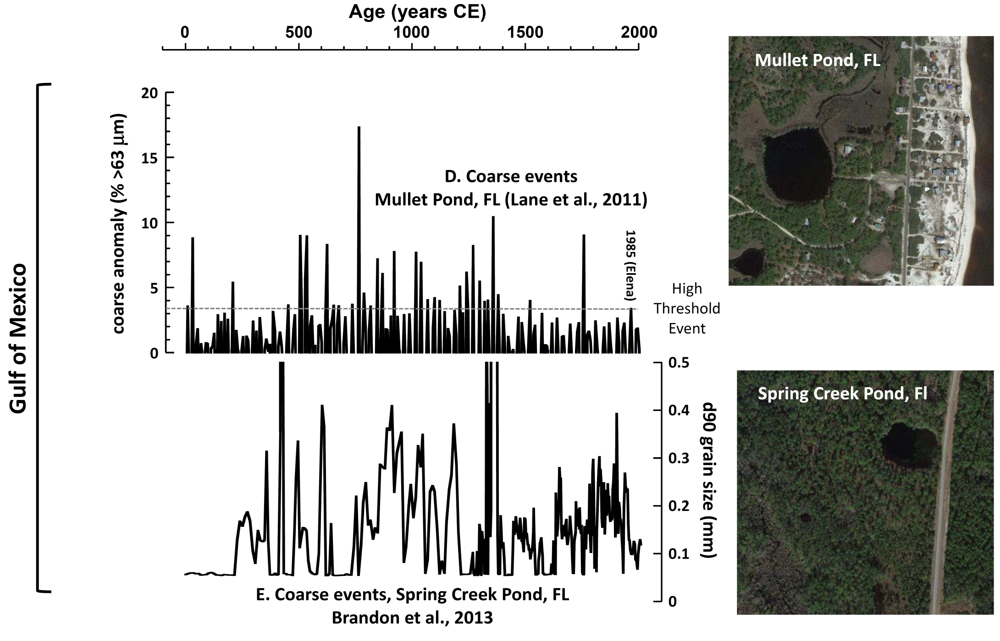 Age (years CE)
0 500 1000 1500 2000
Gulf of Mexico
coarse anomaly (% >63 µm)
20
15
10
5
0
D. Coarse events
Mullet Pond, FL (Lane et al., 2011)
1985 (Elena)
High
Threshold
Event
Mullet Pond, FL
0.5
0.4
0.3
0.2
0.1
0
d90 grain size (mm)
E. Coarse events, Spring Creek Pond, FL
Brandon et al., 2013
Spring Creek Pond, Fl